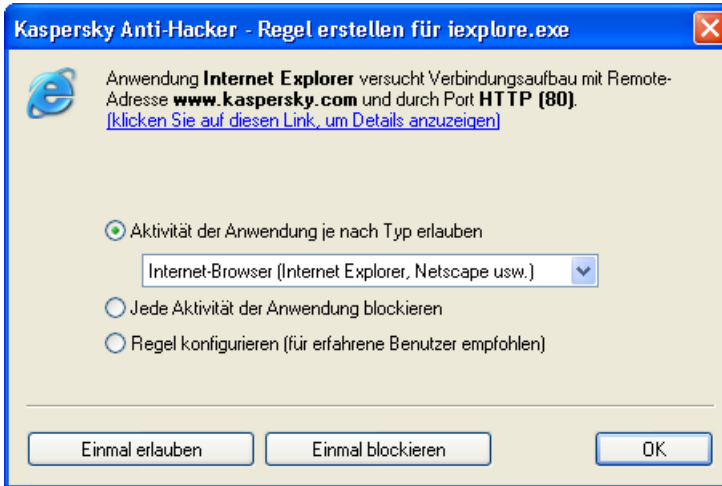 Kaspersky Anti-Hacker - Regel erstellen für iexplore.exe
Anwendung Internet Explorer versucht Verbindungsaufbau mit Remote-
Adresse www.kaspersky.com und durch Port HTTP (80).
(klicken Sie auf diesen Link, um Details anzuzeigen)
Aktivität der Anwendung je nach Typ erlauben
Internet-Browser (Internet Explorer, Netscape usw.)
Jede Aktivität der Anwendung blockieren
Regel konfigurieren (für erfahrene Benutzer empfohlen)
Einmal erlauben
Einmal blockieren
OK